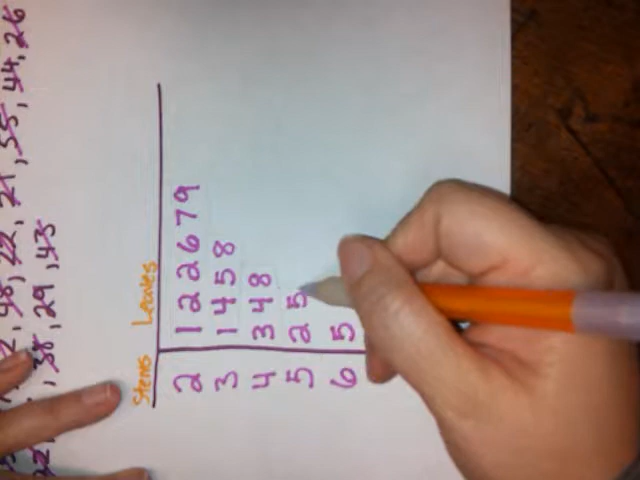 48, 22, 21, 55, 44, 26
38, 29, 43
Stems Leaves
2 1 2 2 6 7 9
3 1 4 5 8
4 3 4 8
5 2 5
6 5